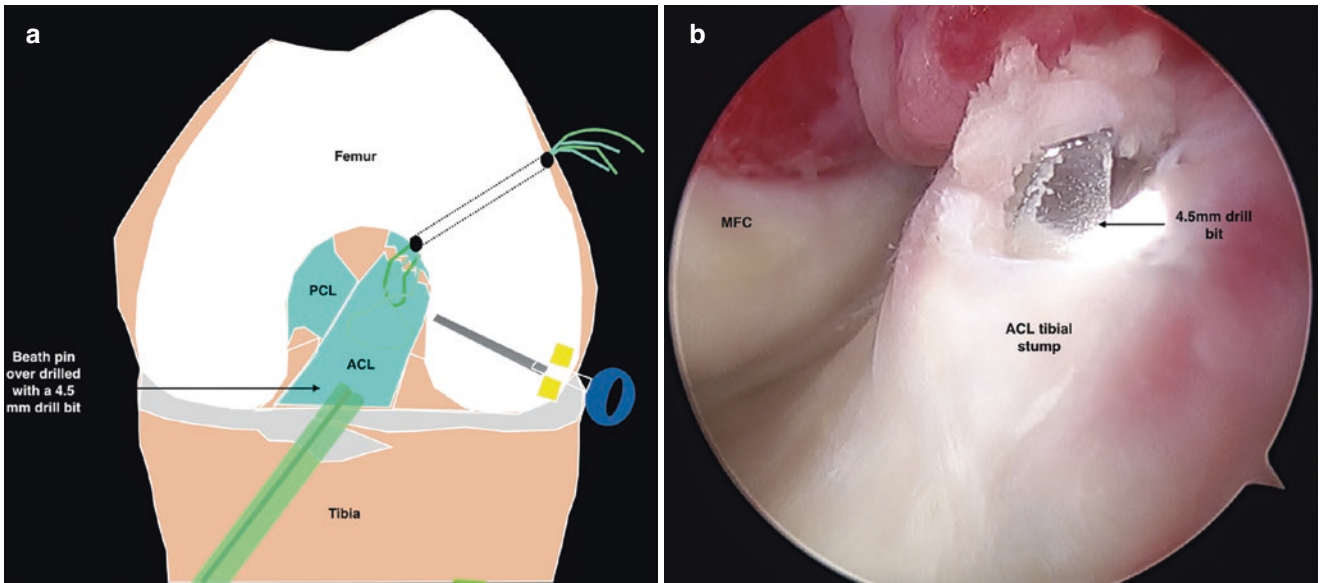 a
Femur
PCL
ACL
Beath pin
over drilled
with a 4.5
mm drill bit
Tibia
b
MFC
4.5mm drill
bit
ACL tibial
stump